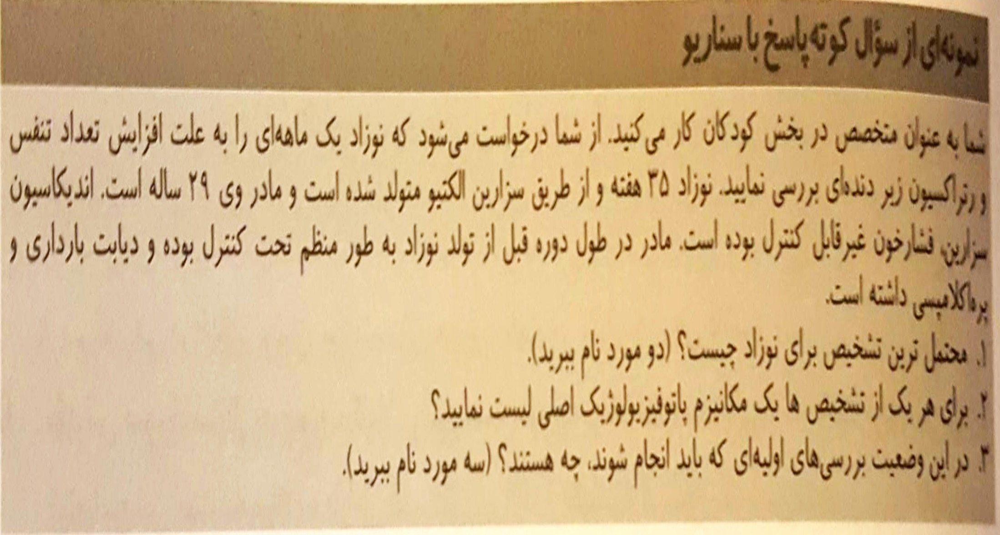 نمونه‌ای از سؤال کوته پاسخ با سناریو
شما به عنوان متخصص در بخش کودکان کار می‌کنید. از شما درخواست می‌شود که نوزاد یک ماهه‌ای را به علت افزایش تعداد تنفس
و رتراکسیون زیر دنده‌ای بررسی نمایید. نوزاد ۳۵ هفته و از طریق سزارین الکتیو متولد شده است و مادر وی ۲۹ ساله است. اندیکاسیون
سزارین، فشارخون غیرقابل کنترل بوده است. مادر در طول دوره قبل از تولد نوزاد به طور منظم تحت کنترل بوده و دیابت بارداری و
پره‌اکلامپسی داشته است.
۱. محتمل ترین تشخیص برای نوزاد چیست؟ (دو مورد نام ببرید).
۲. برای هر یک از تشخیص ها یک مکانیزم پاتوفیزیولوژیک اصلی لیست نمایید؟
۳. در این وضعیت بررسی‌های اولیه‌ای که باید انجام شوند، چه هستند؟ (سه مورد نام ببرید).